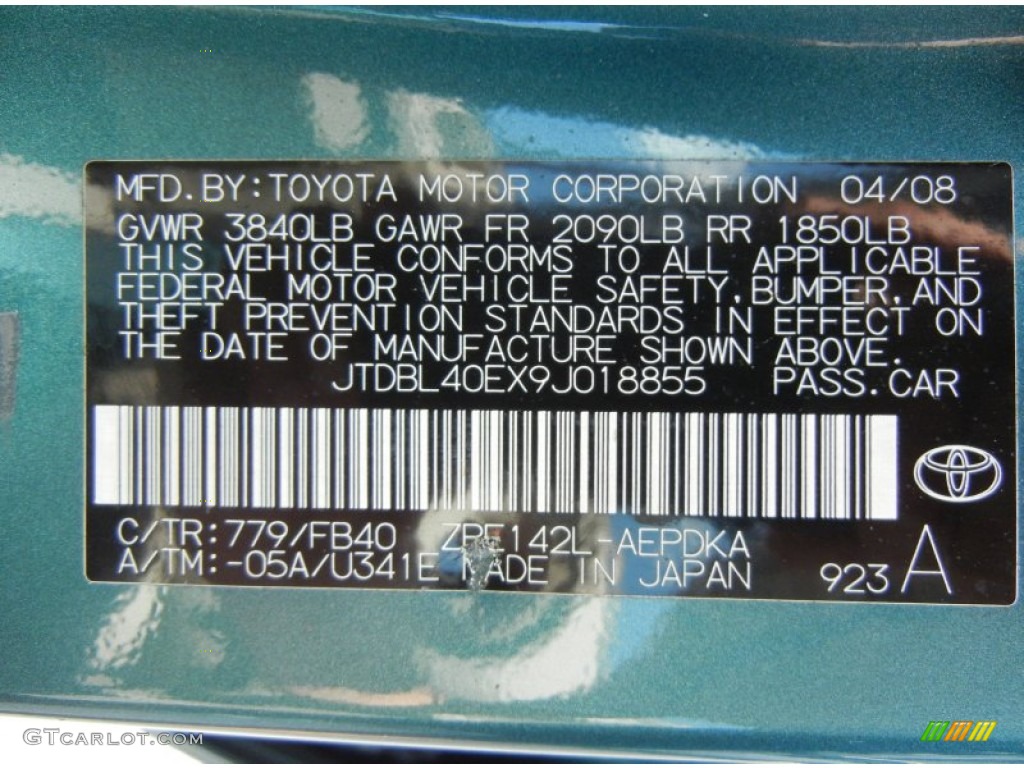 MFD.BY:TOYOTA MOTOR CORPORATION 04/08
GVWR 3840LB GAWR FR 2090LB RR 1850LB
THIS VEHICLE CONFORMS TO ALL APPLICABLE
FEDERAL MOTOR VEHICLE SAFETY,BUMPER,AND
THEFT PREVENTION STANDARDS IN EFFECT ON
THE DATE OF MANUFACTURE SHOWN ABOVE.
JTDBL40EX9J018855 PASS.CAR
C/TR:779/FB40 ZRE142L-AEPDKA
A/TM:-05A/U341E MADE IN JAPAN 923 A
GTCARLOT.COM